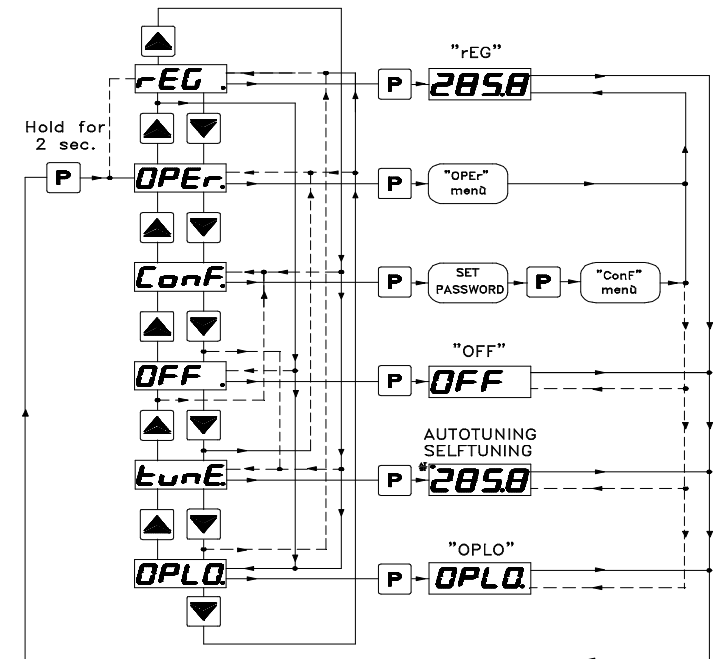 "rEG"
rEG .
P
285.8
Hold for
2 sec.
P
OPEr.
P
"OPEr"
menù
ConF.
P
SET
PASSWORD
P
"ConF"
menù
"OFF"
OFF .
P
OFF
AUTOTUNING
SELFTUNING
tunE.
P
AT
285.8
"OPLO"
OPLO.
P
OPLO.